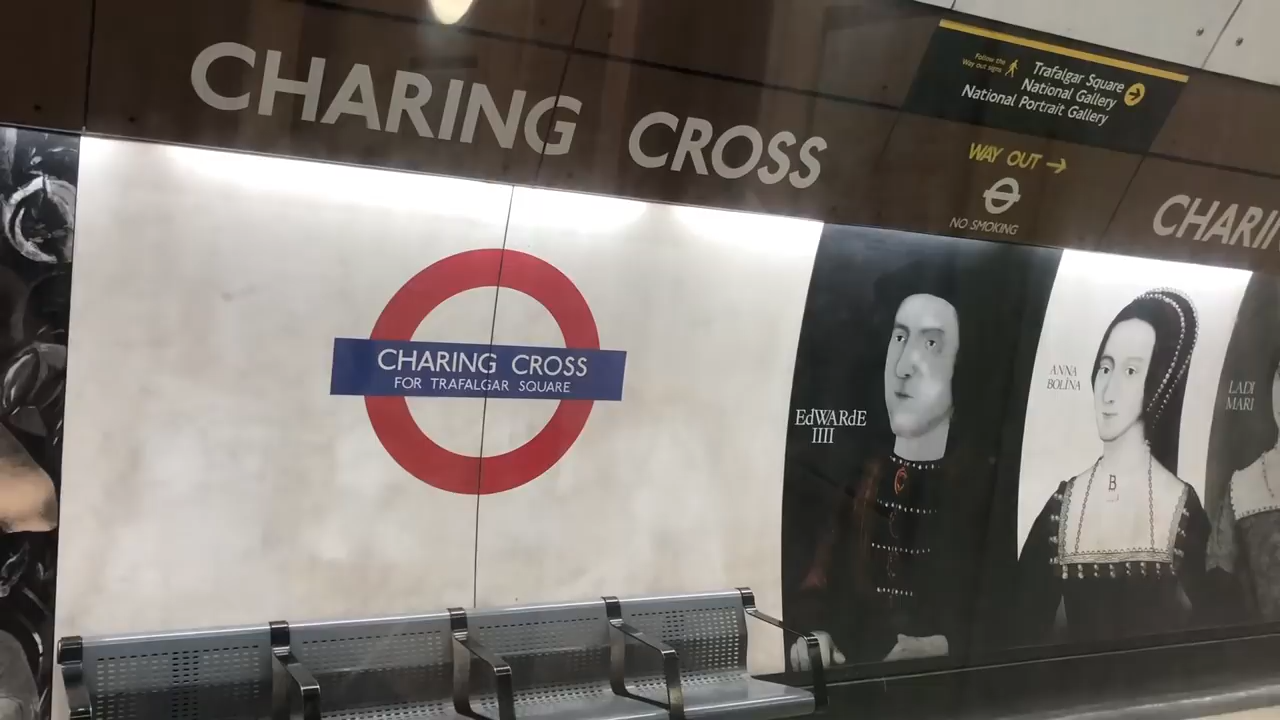 CHARING CROSS
Follow the
Way out signs
Trafalgar Square
National Gallery
National Portrait Gallery
WAY OUT
NO SMOKING
CHARIN
CHARING CROSS
FOR TRAFALGAR SQUARE
EdWARdE
IIII
ANNA
BOLINA
LADI
MARI
B